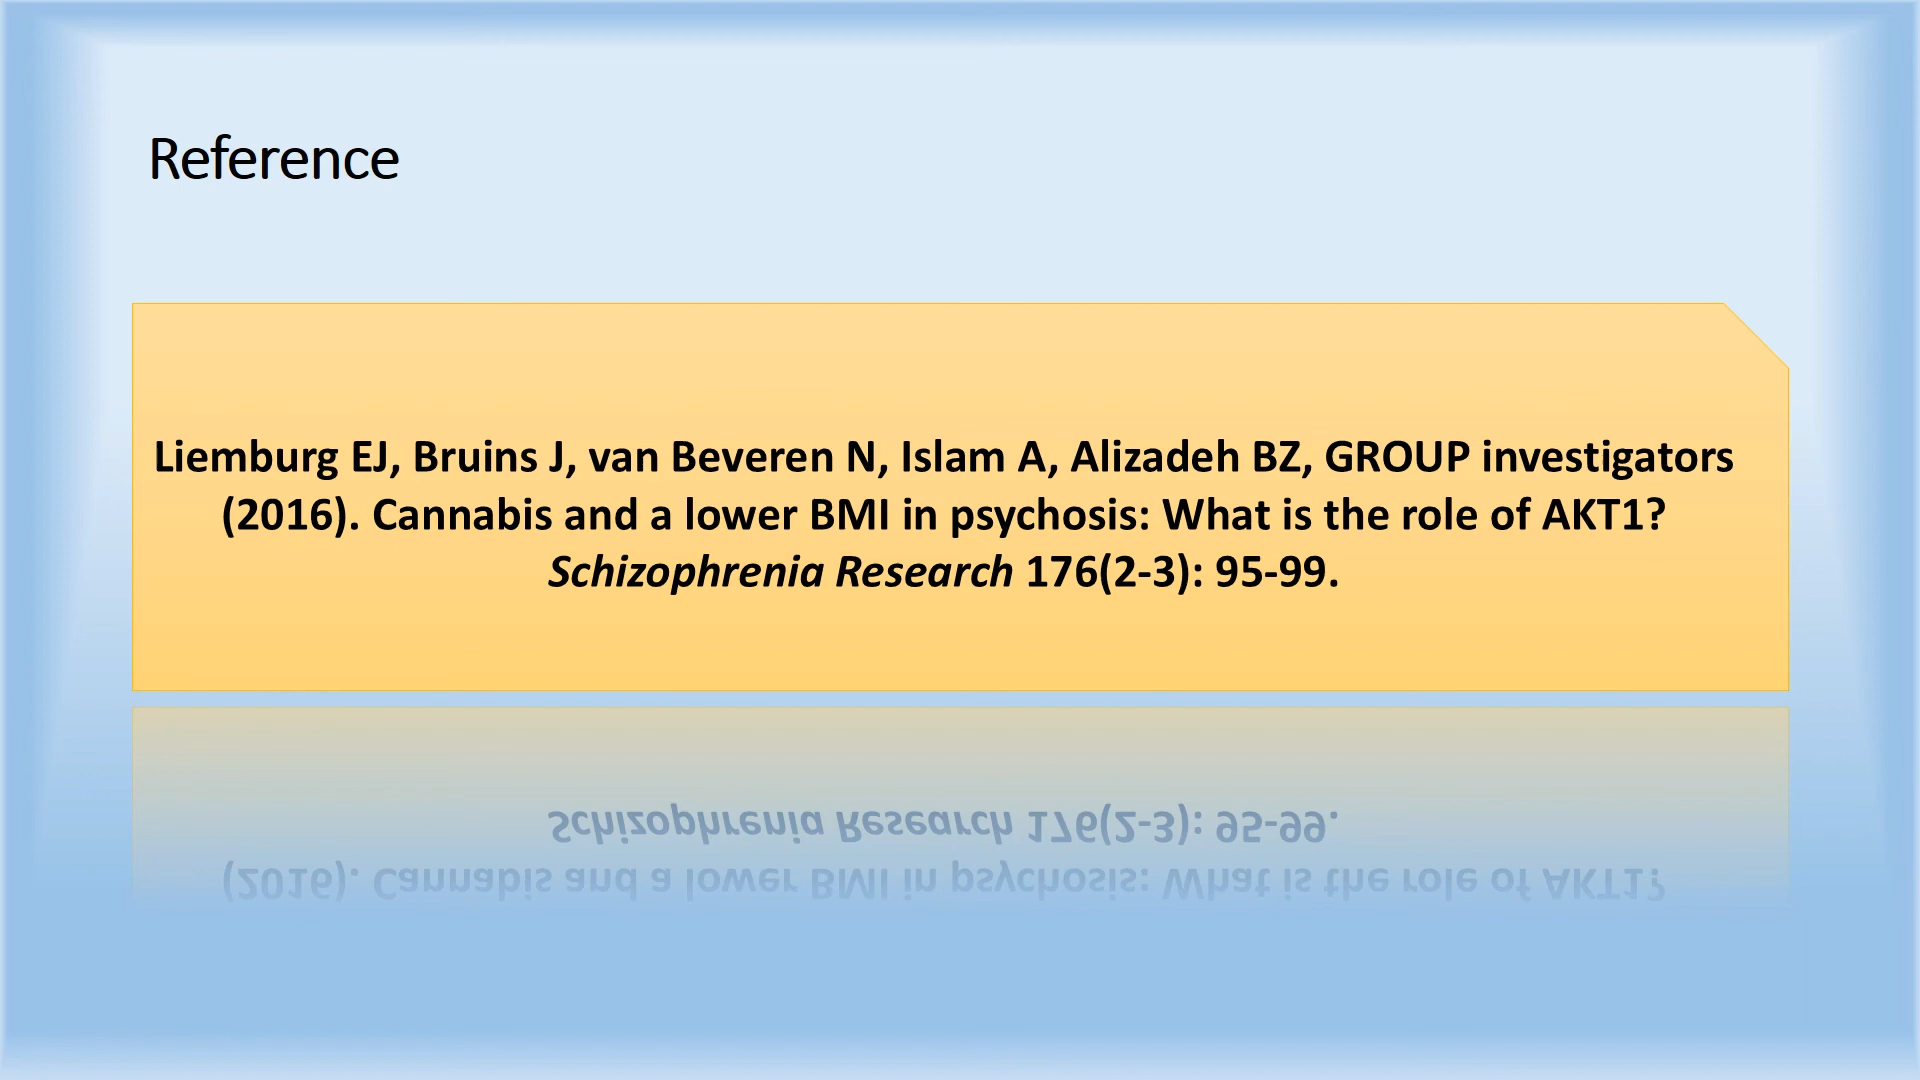 Reference
Liemburg EJ, Bruins J, van Beveren N, Islam A, Alizadeh BZ, GROUP investigators
(2016). Cannabis and a lower BMI in psychosis: What is the role of AKT1?
Schizophrenia Research 176(2-3): 95-99.